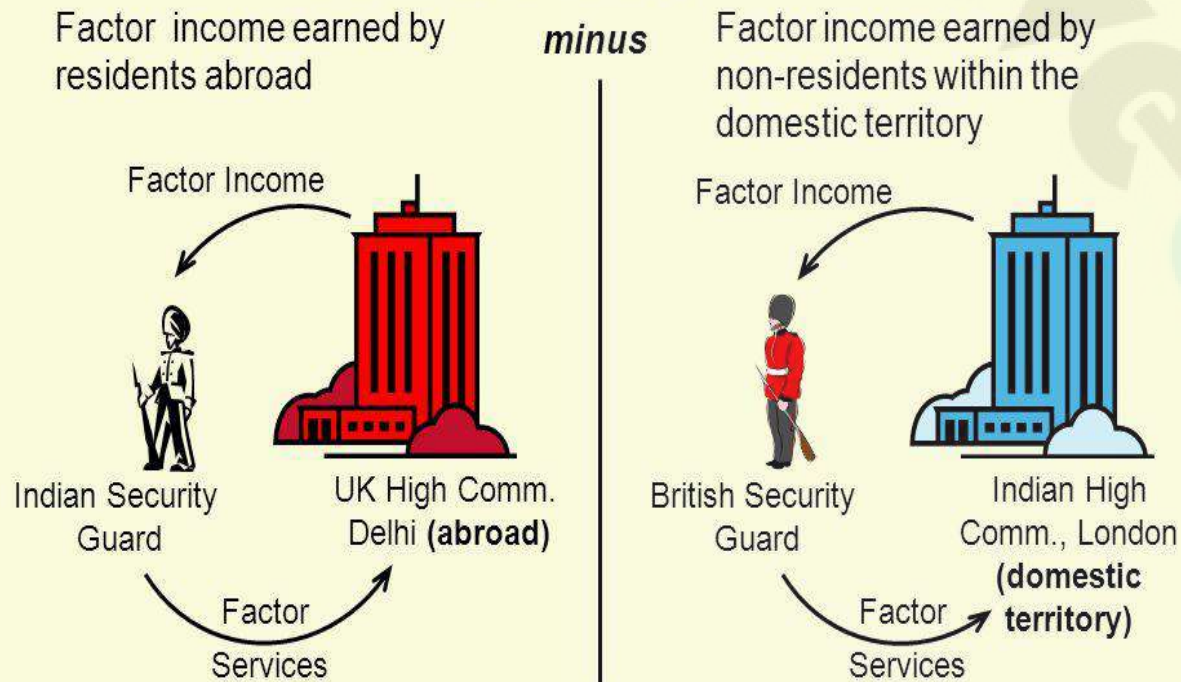 Factor income earned by
residents abroad
minus
Factor income earned by
non-residents within the
domestic territory
Factor Income
Indian Security
Guard
UK High Comm.
Delhi (abroad)
Factor
Services
Factor Income
British Security
Guard
Indian High
Comm., London
(domestic
territory)
Factor
Services